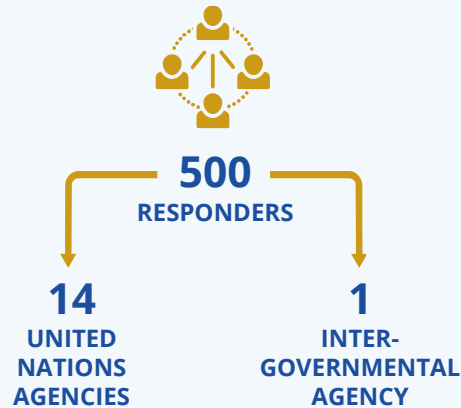 500
RESPONDERS
14
UNITED
NATIONS
AGENCIES
1
INTER-
GOVERNMENTAL
AGENCY